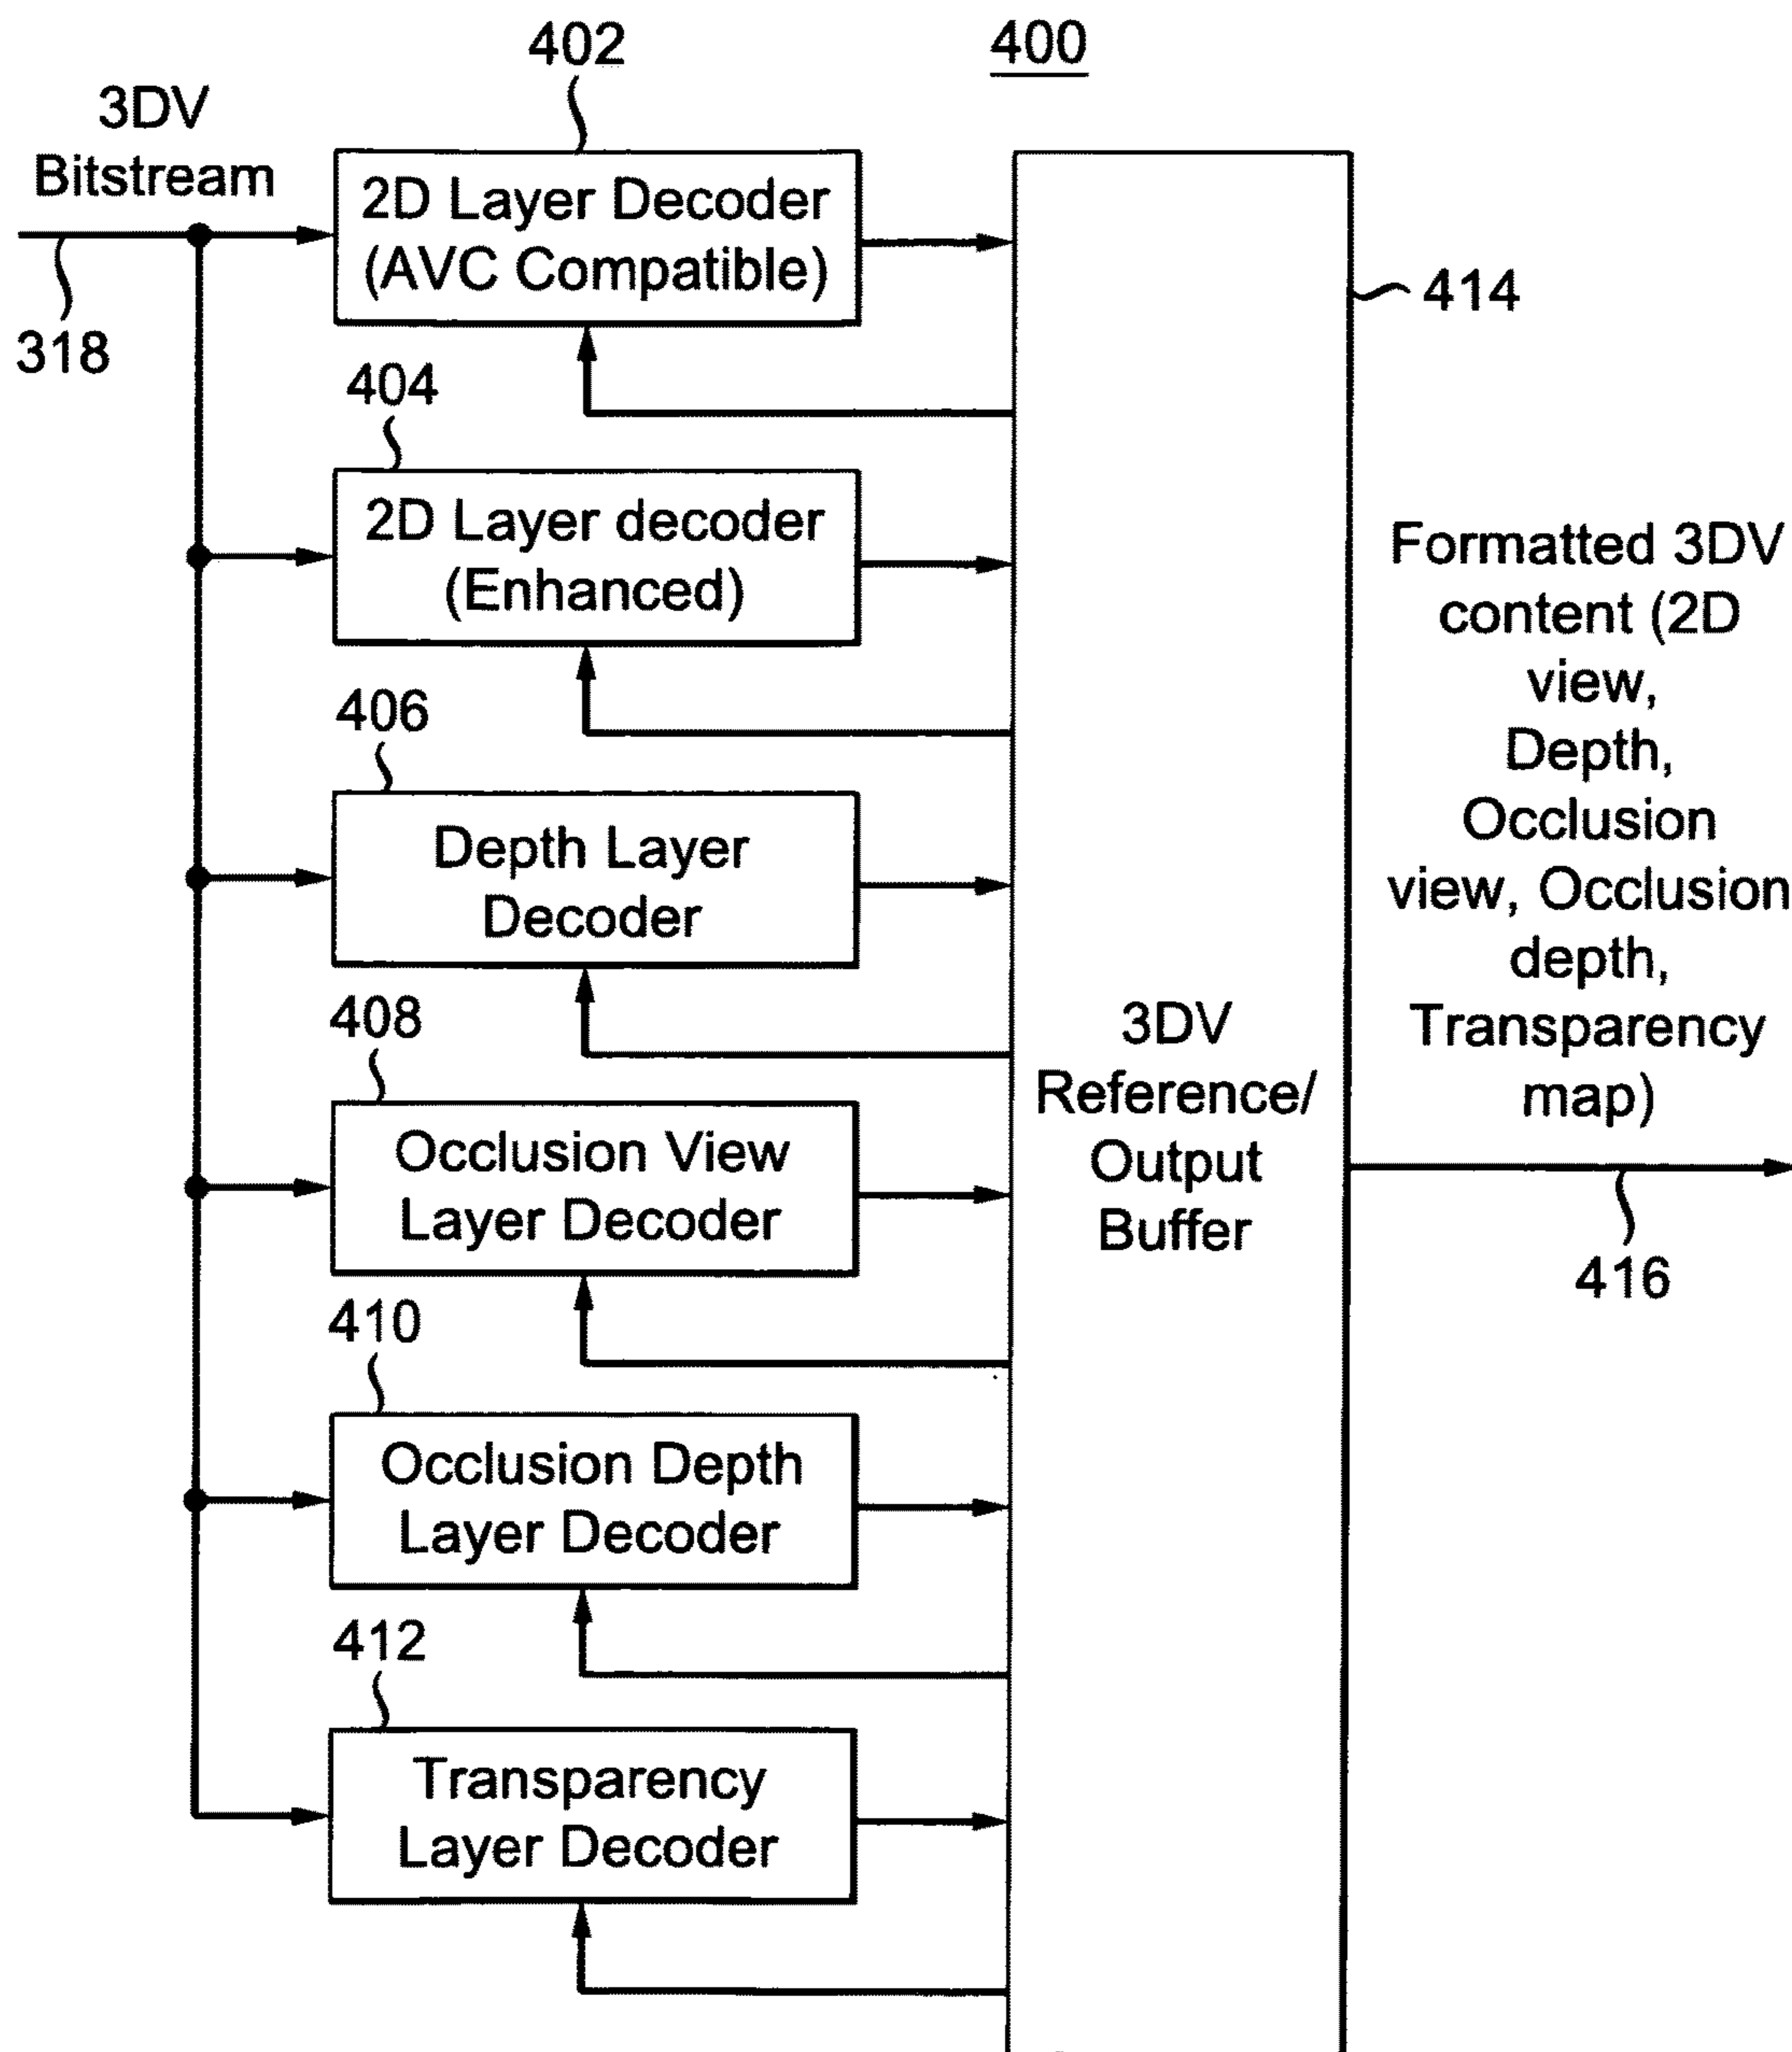 402
400
3DV
Bitstream
2D Layer Decoder
(AVC Compatible)
414
318
404
2D Layer decoder
(Enhanced)
Formatted 3DV
content (2D
view,
Depth,
Occlusion
view, Occlusion
depth,
Transparency
map)
406
Depth Layer
Decoder
408
3DV
Reference/
Output
Buffer
Occlusion View
Layer Decoder
416
410
Occlusion Depth
Layer Decoder
412
Transparency
Layer Decoder